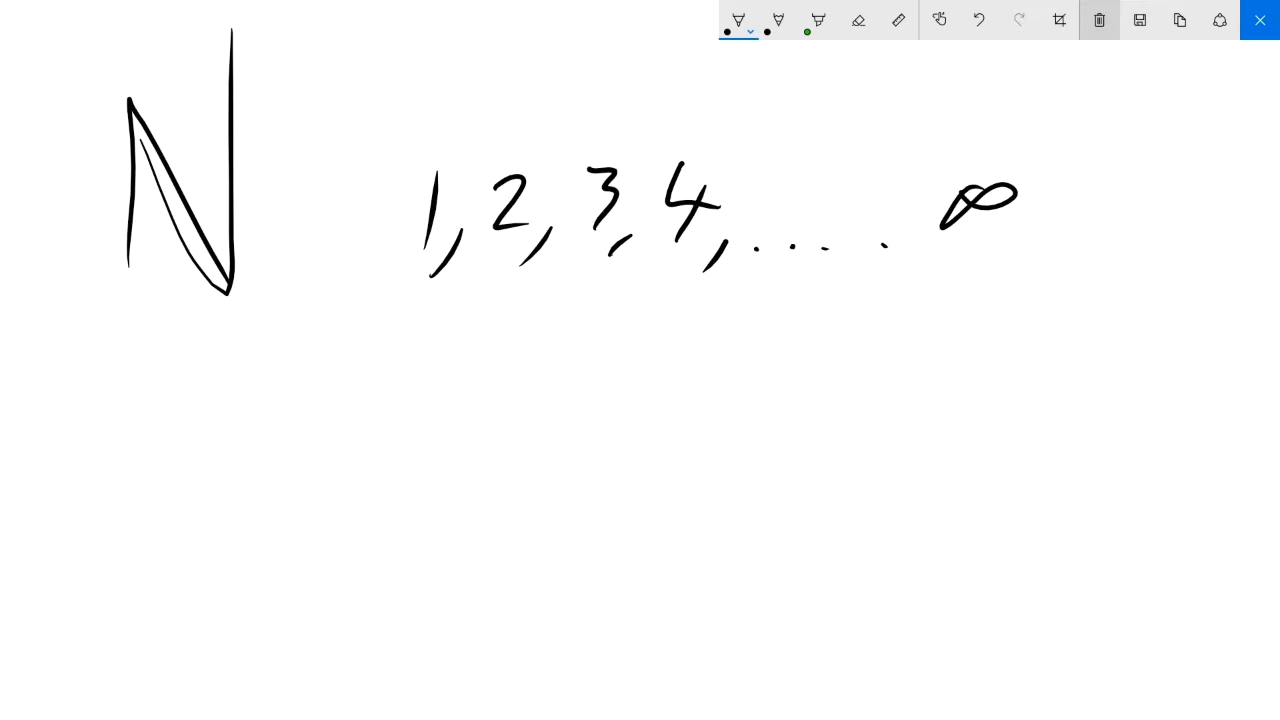 ℕ 1, 2, 3, 4, .... ∞